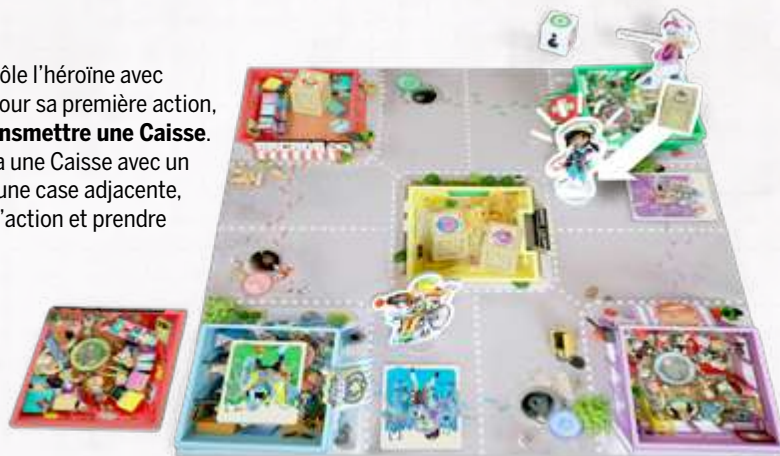 ôle l'héroïne avec
our sa première action,
nsmettre une Caisse.
a une Caisse avec un
une case adjacente,
'action et prendre